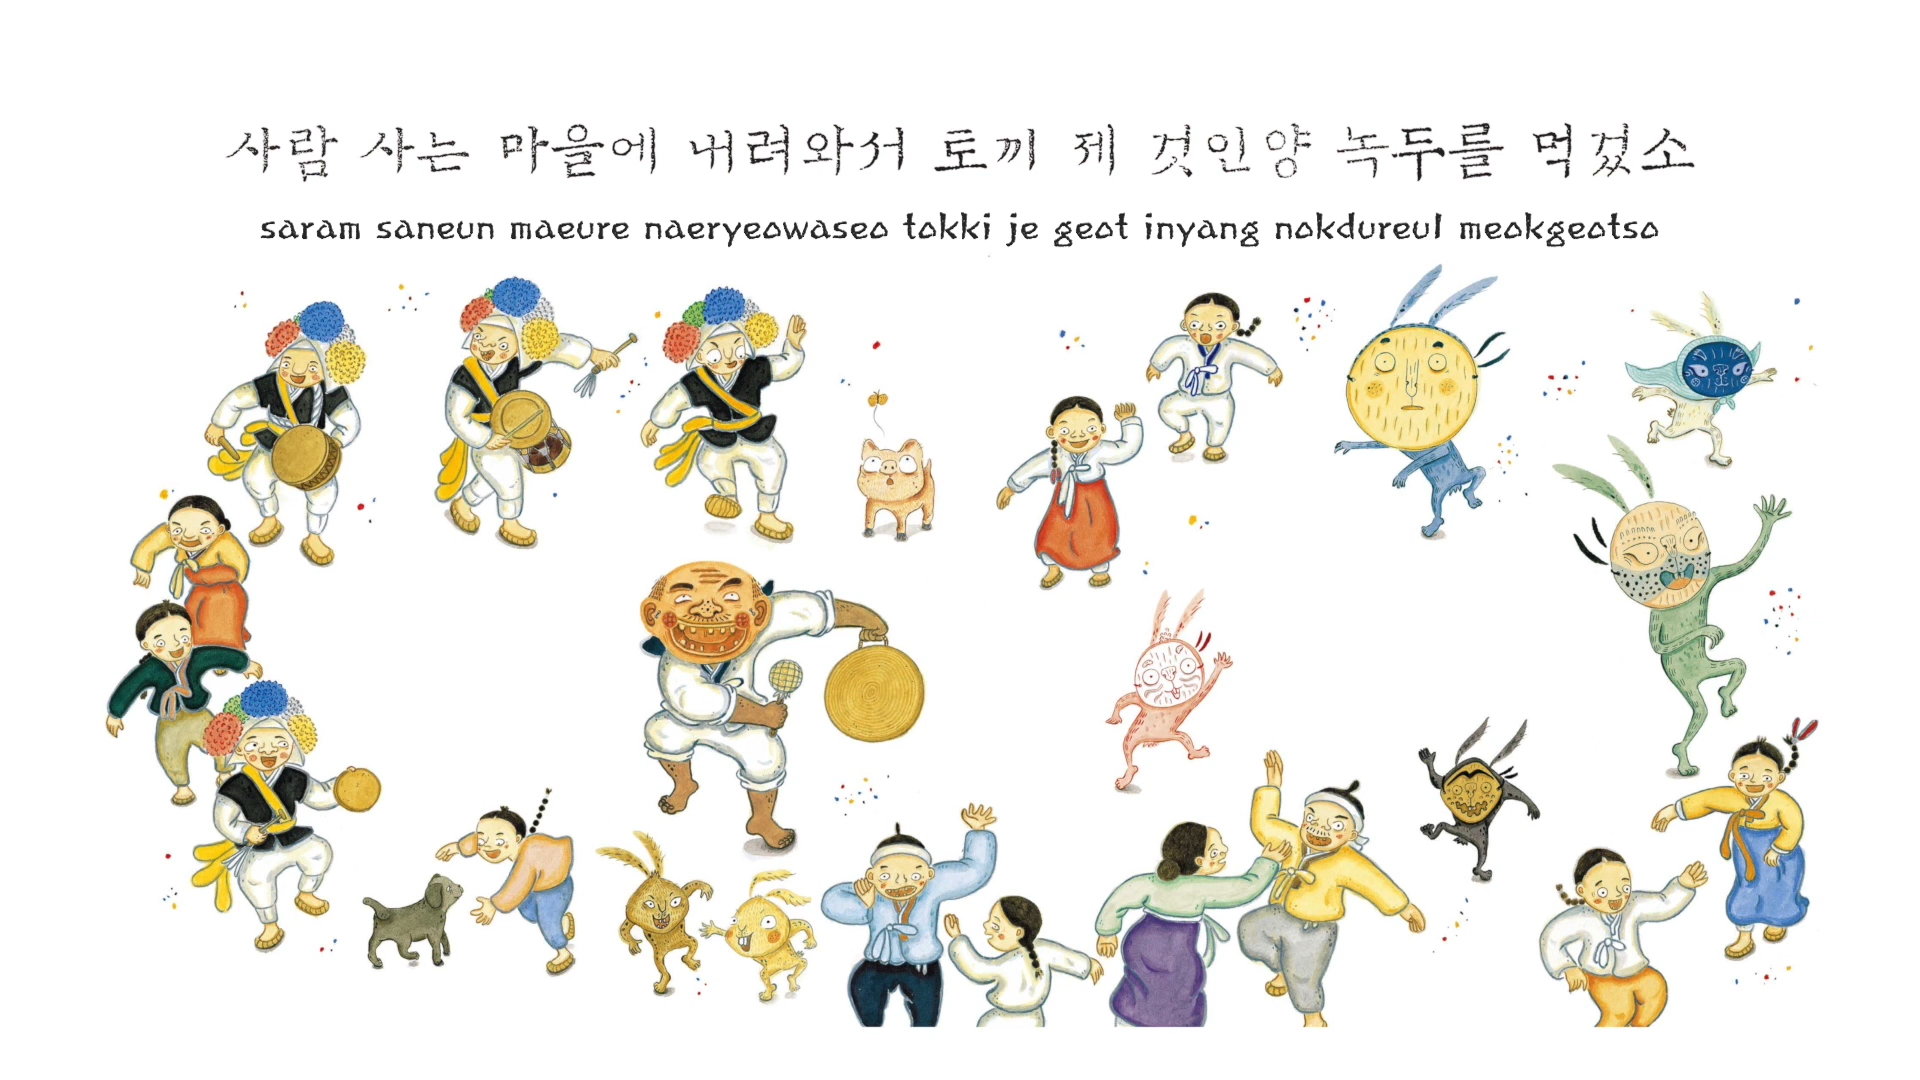 사람 사는 마을에 내려와서 토끼 제 것인양 녹두를 먹겄소
saram saneun maeure naeryeowaseo tokki je geot inyang nokdureul meokgeotso